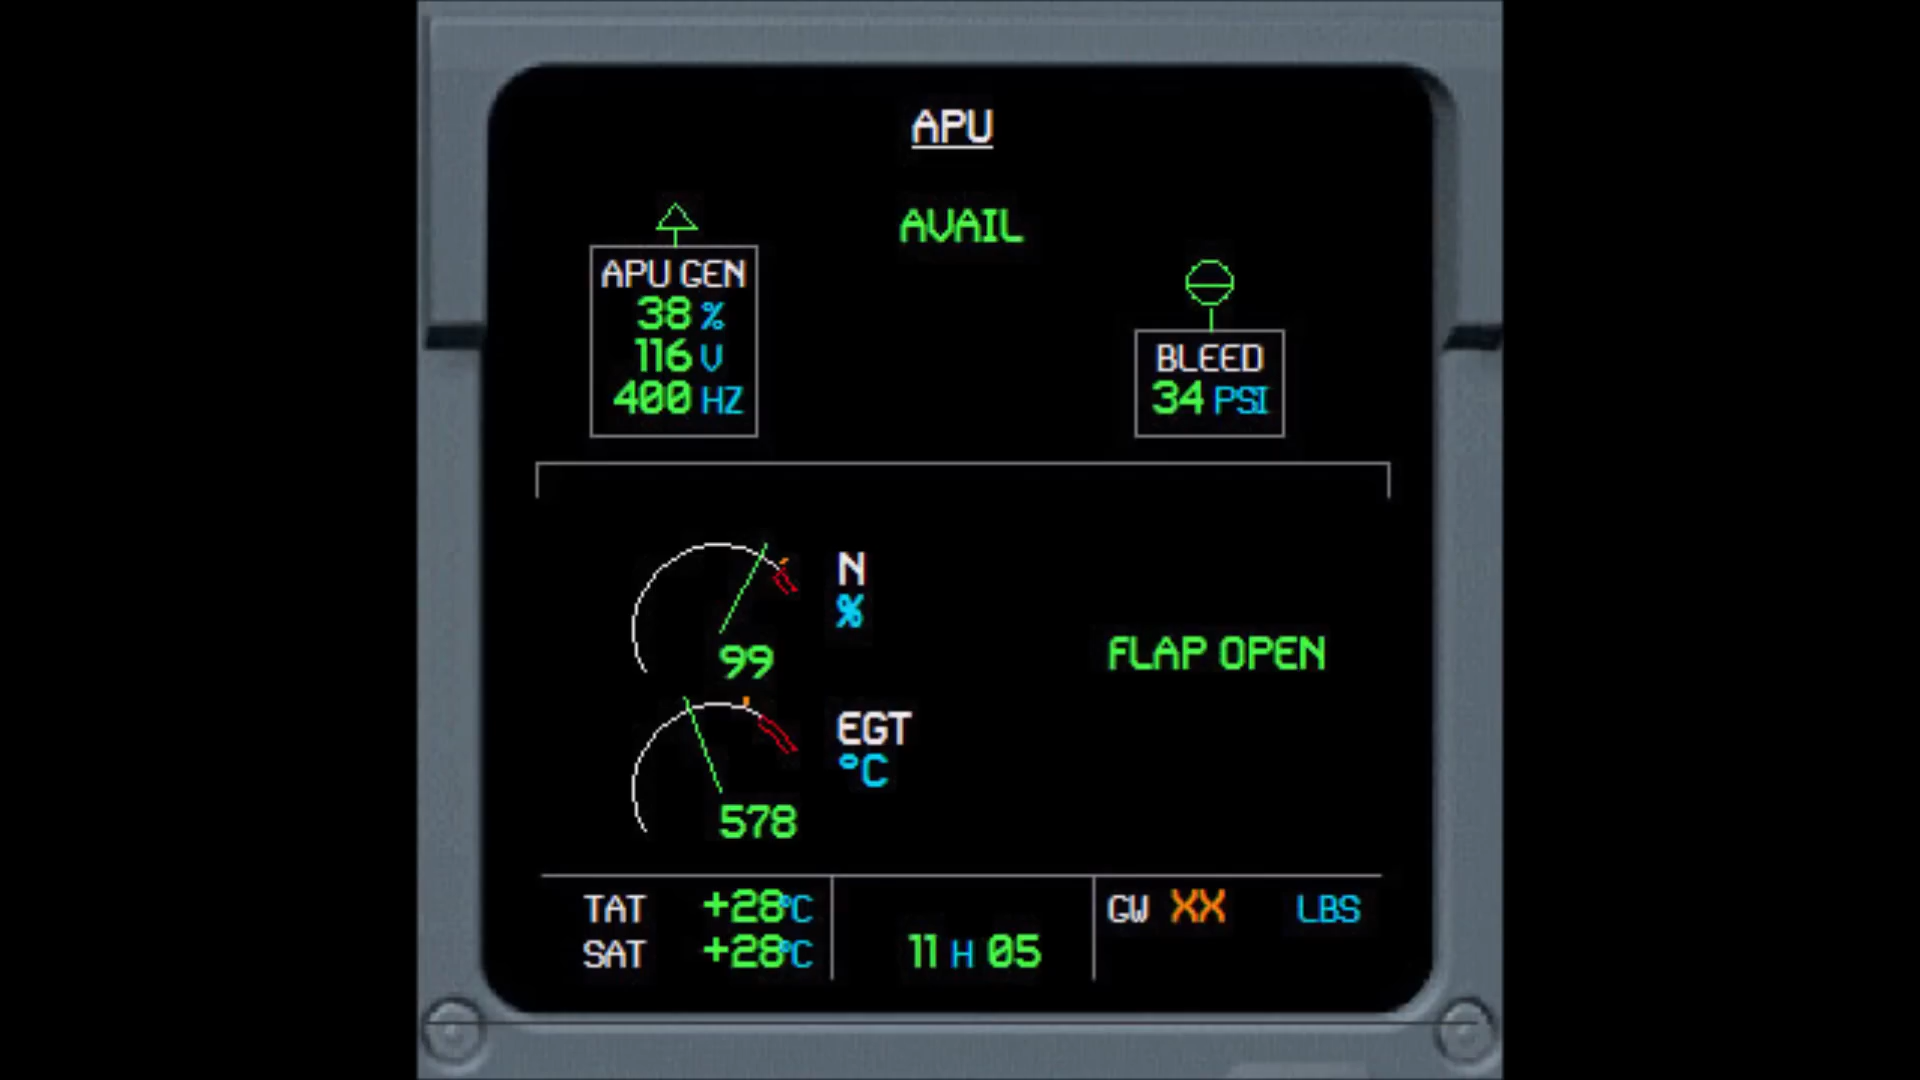 APU
AVAIL
APU GEN
38 %
116 V
400 HZ
BLEED
34 PSI
N
%
99
FLAP OPEN
EGT
°C
578
TAT +28°C
SAT +28°C
11 H 05
GW XX LBS